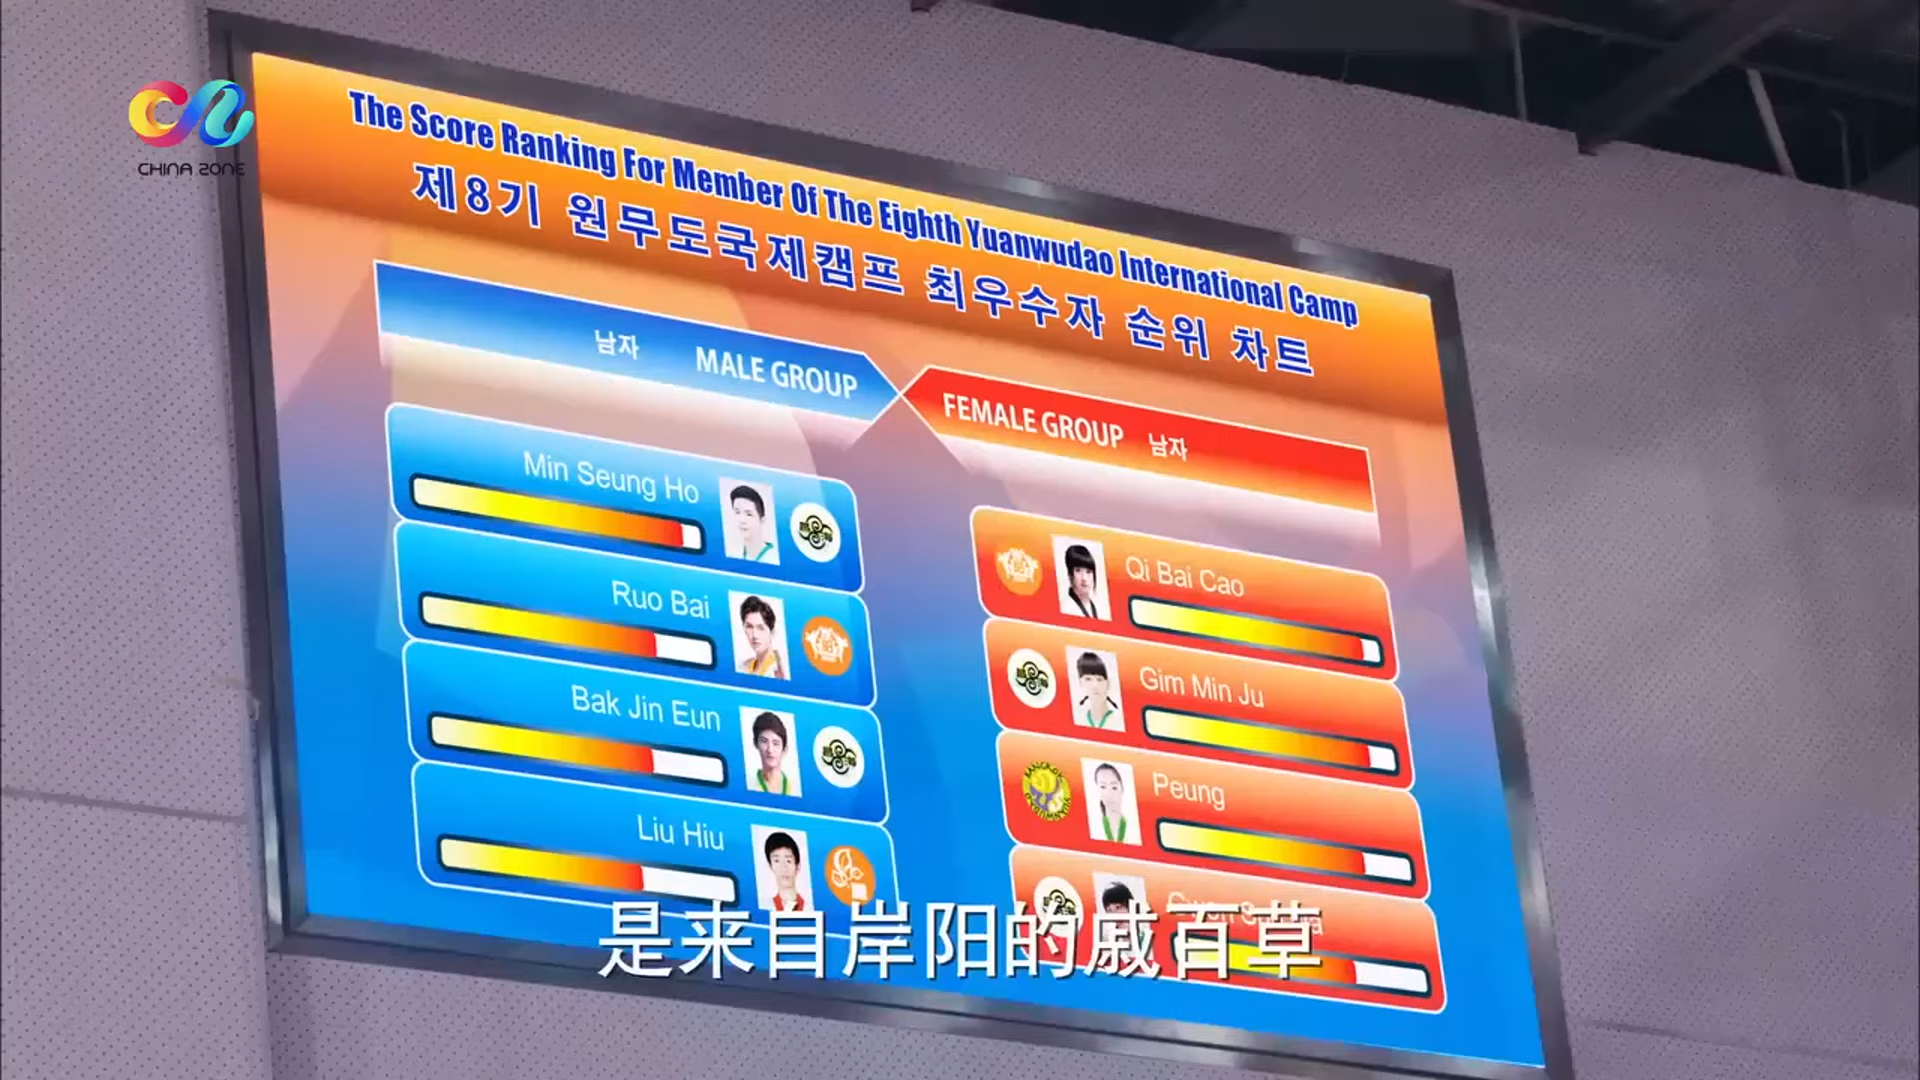 CHINA ZONE
The Score Ranking For Member Of The Eighth Yuanwudao International Camp
제8기 원무도국제캠프 최우수자 순위 차트
남자 MALE GROUP
FEMALE GROUP 남자
Min Seung Ho
Ruo Bai
Bak Jin Eun
Liu Hiu
Qi Bai Cao
Gim Min Ju
Peung
是来自岸阳的戚百草